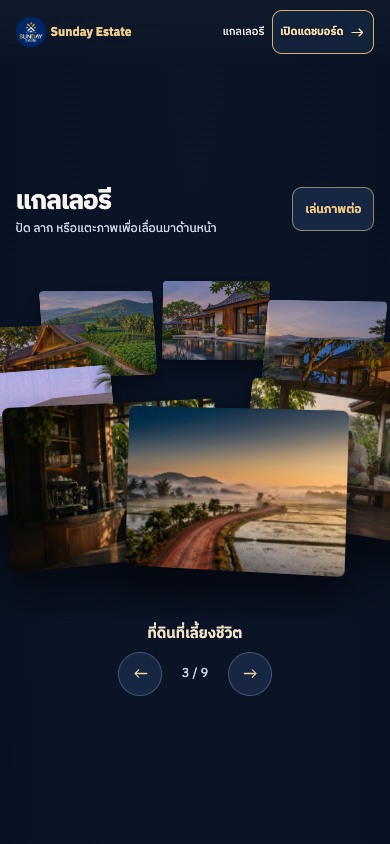 SUNDAY
Sunday Estate
แกลเลอรี
เปิดแดชบอร์ด →
แกลเลอรี
ปัด ลาก หรือแตะภาพเพื่อเลื่อนมาด้านหน้า
เล่นภาพต่อ
ที่ดินที่เลี้ยงชีวิต
← 3 / 9 →